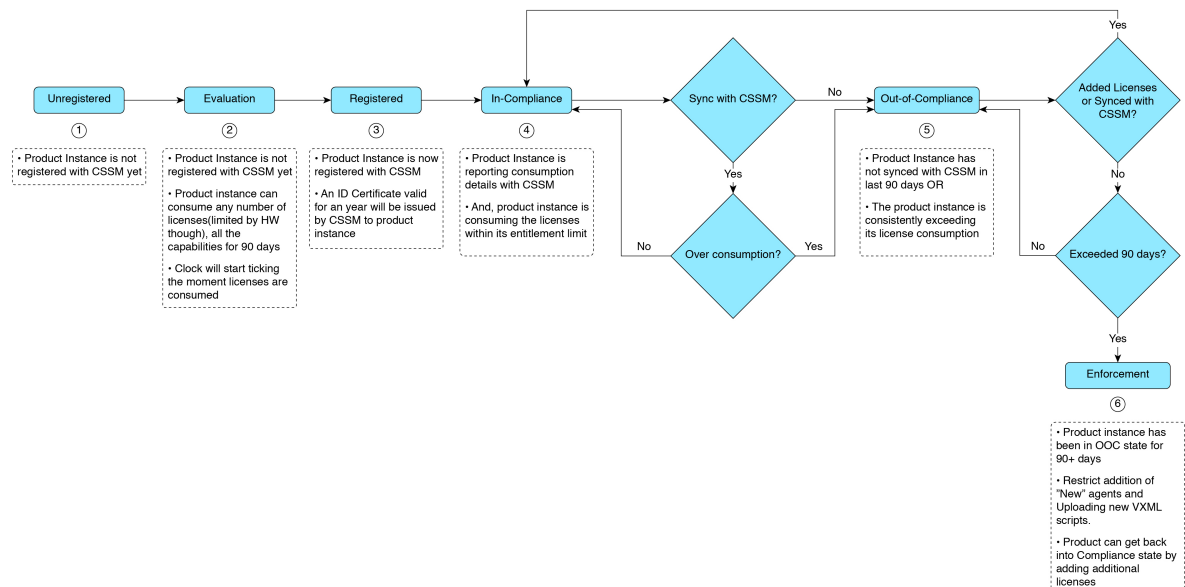 Yes
Unregistered
Evaluation
Registered
In-Compliance
Sync with CSSM?
No
Out-of-Compliance
Added Licenses
or Synced with
CSSM?
1
2
3
4
5
• Product Instance is not
registered with CSSM yet
• Product Instance is not
registered with CSSM yet
• Product instance can
consume any number of
licenses(limited by HW
though), all the
capabilities for 90 days
• Clock will start ticking
the moment licenses are
consumed
• Product Instance is now
registered with CSSM
• An ID Certificate valid
for an year will be issued
by CSSM to product
instance
• Product Instance is
reporting consumption
details with CSSM
• And, product instance is
consuming the licenses
within its entitlement limit
Yes
No
Over consumption?
Yes
• Product Instance has
not synced with CSSM in
last 90 days OR
• The product instance is
consistently exceeding
its license consumption
No
No
Exceeded 90 days?
Yes
Enforcement
6
• Product instance has
been in OOC state for
90+ days
• Restrict addition of
"New" agents and
Uploading new VXML
scripts.
• Product can get back
into Compliance state by
adding additional
licenses